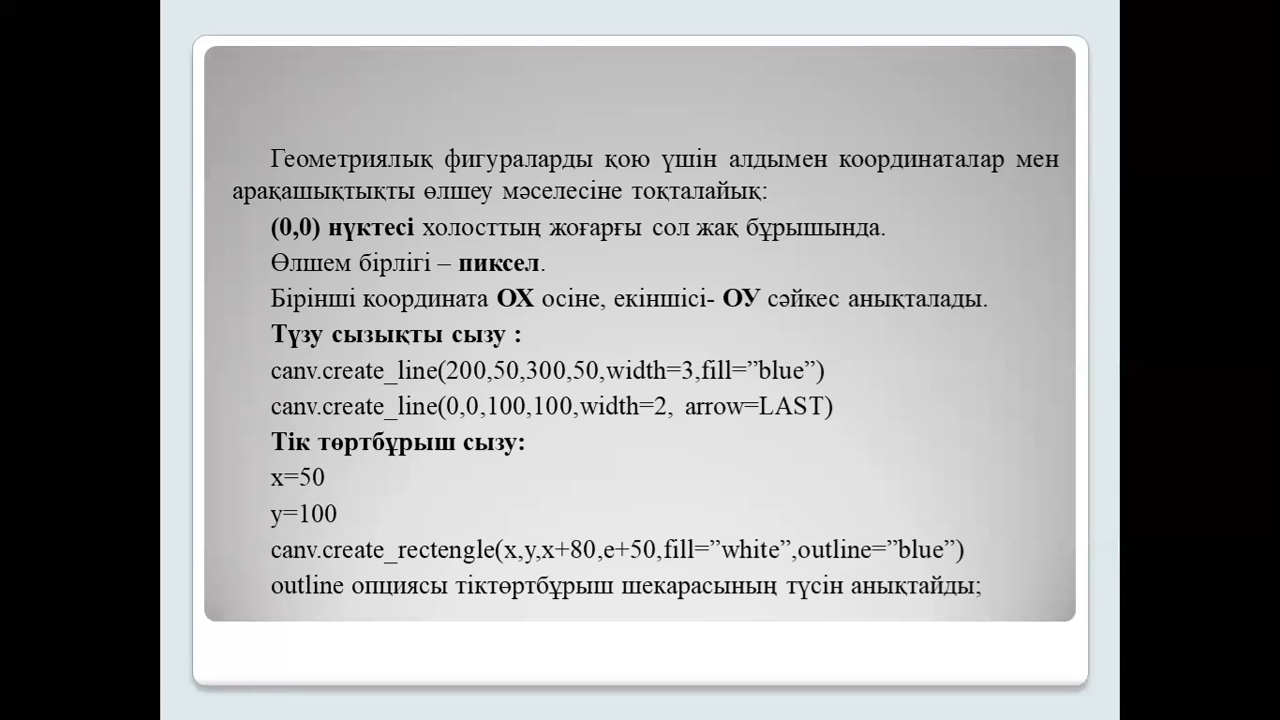 Геометриялық фигураларды қою үшін алдымен координаталар мен
арақашықтықты өлшеу мәселесіне тоқталайық:
(0,0) нүктесі холосттың жоғарғы сол жақ бұрышында.
Өлшем бірлігі – пиксел.
Бірінші координата ОХ осіне, екіншісі- ОУ сәйкес анықталады.
Түзу сызықты сызу :
canv.create_line(200,50,300,50,width=3,fill=”blue”)
canv.create_line(0,0,100,100,width=2, arrow=LAST)
Тік төртбұрыш сызу:
x=50
y=100
canv.create_rectengle(x,y,x+80,e+50,fill=”white”,outline=”blue”)
outline опциясы тіктөртбұрыш шекарасының түсін анықтайды;